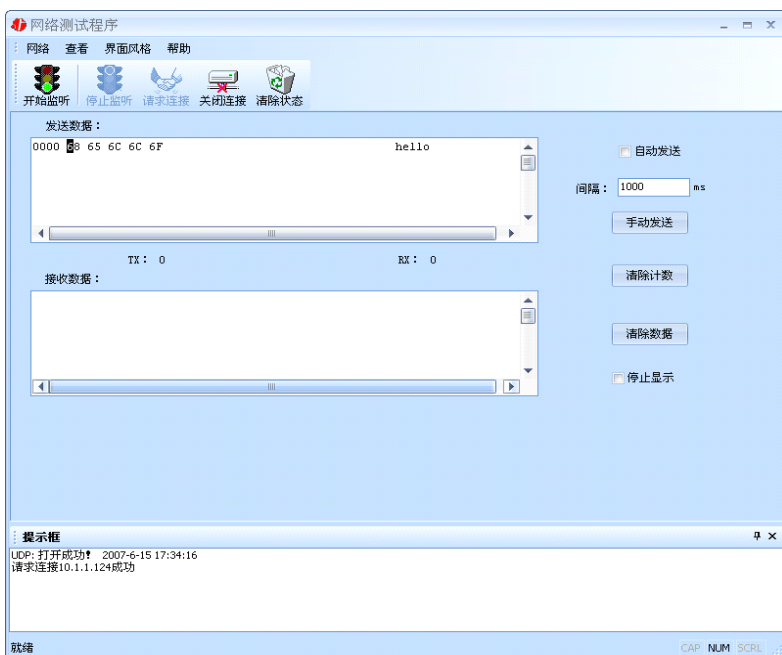 网络测试程序
网络 查看 界面风格 帮助
开始监听 停止监听 请求连接 关闭连接 清除状态
发送数据：
0000 68 65 6C 6C 6F hello
自动发送
间隔： 1000 ms
手动发送
TX： 0 RX： 0
接收数据：
清除计数
清除数据
停止显示
提示框
UDP: 打开成功! 2007-6-15 17:34:16
请求连接10.1.1.124成功
就绪 CAP NUM SCRL